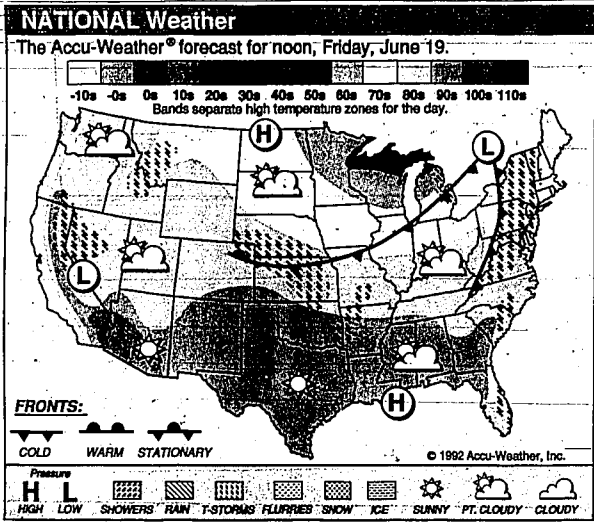 NATIONAL Weather
The Accu-Weather® forecast for noon, Friday, June 19.
-10s -0s 0s 10s 20s 30s 40s 50s 60s 70s 80s 90s 100s 110s
Bands separate high temperature zones for the day.
H
L
L
H
FRONTS:
COLD WARM STATIONARY
© 1992 Accu-Weather, Inc.
Pressure
H L
HIGH LOW SHOWERS RAIN T-STORMS FLURRIES SNOW ICE SUNNY PT. CLOUDY CLOUDY